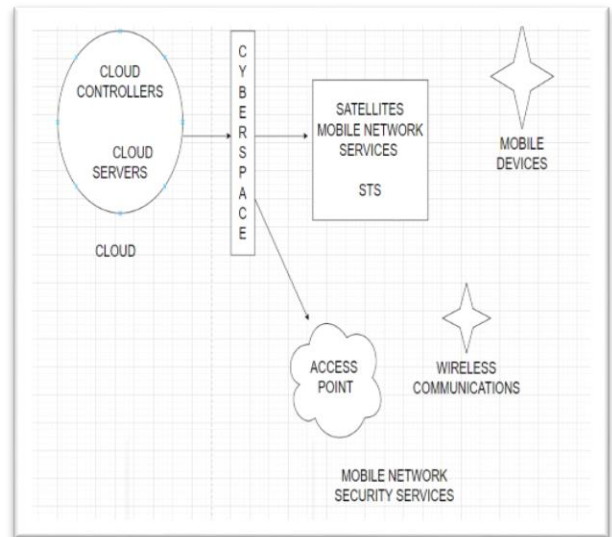 CLOUD
CONTROLLERS
CLOUD
SERVERS
CLOUD
CYBERSPACE
SATELLITES
MOBILE NETWORK
SERVICES
STS
MOBILE
DEVICES
ACCESS
POINT
WIRELESS
COMMUNICATIONS
MOBILE NETWORK
SECURITY SERVICES